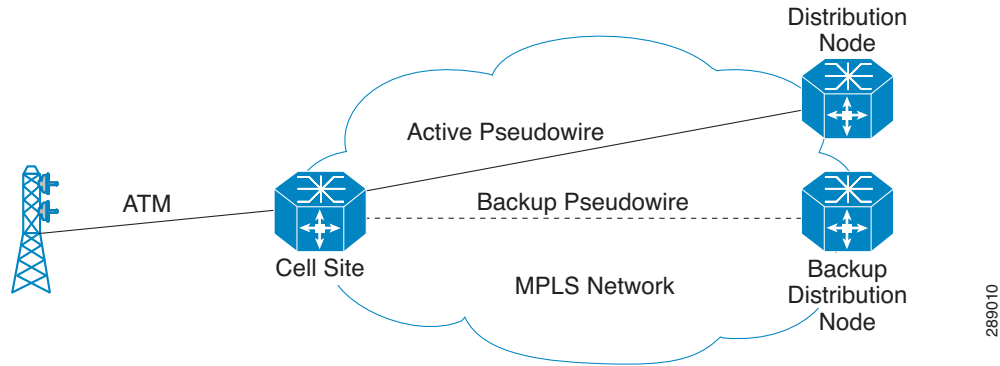 Distribution
Node
Active Pseudowire
ATM
Backup Pseudowire
Cell Site
MPLS Network
Backup
Distribution
Node
289010